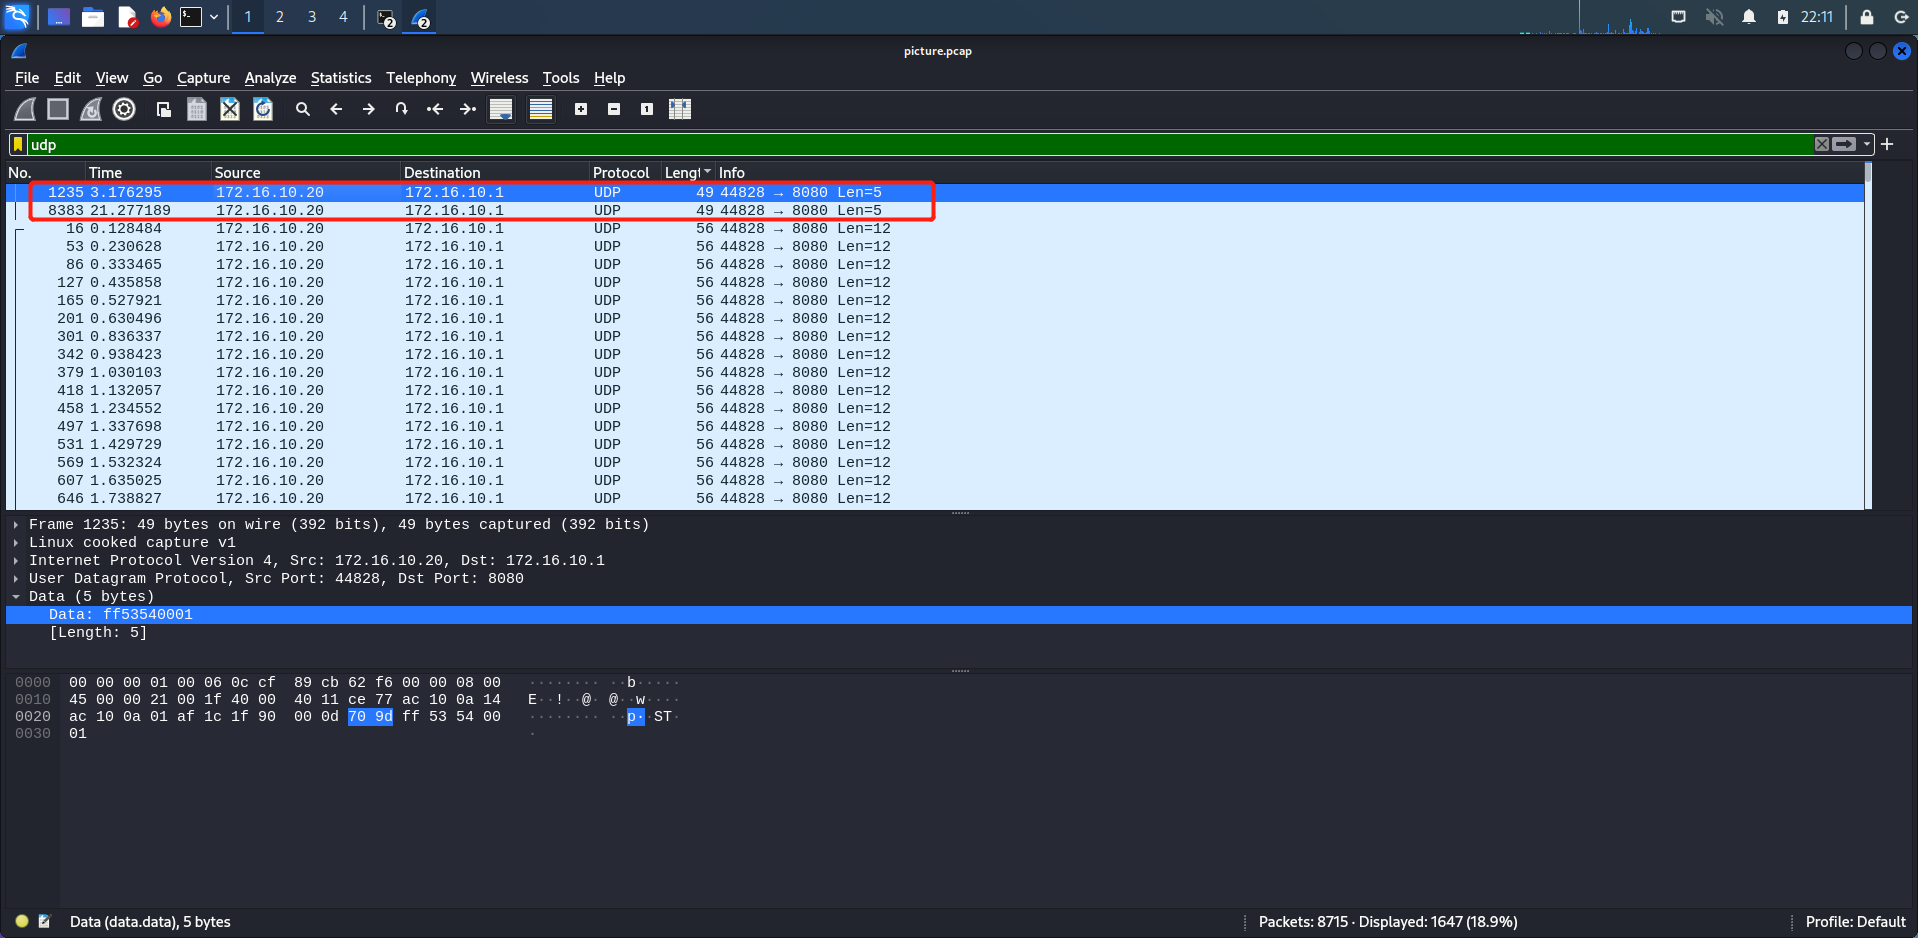 1 2 3 4 2 2 22:11
picture.pcap
File Edit View Go Capture Analyze Statistics Telephony Wireless Tools Help
udp
No. Time Source Destination Protocol Lengt Info
1235 3.176295 172.16.10.20 172.16.10.1 UDP 49 44828 → 8080 Len=5
8383 21.277189 172.16.10.20 172.16.10.1 UDP 49 44828 → 8080 Len=5
16 0.128484 172.16.10.20 172.16.10.1 UDP 56 44828 → 8080 Len=12
53 0.230628 172.16.10.20 172.16.10.1 UDP 56 44828 → 8080 Len=12
86 0.333465 172.16.10.20 172.16.10.1 UDP 56 44828 → 8080 Len=12
127 0.435858 172.16.10.20 172.16.10.1 UDP 56 44828 → 8080 Len=12
165 0.527921 172.16.10.20 172.16.10.1 UDP 56 44828 → 8080 Len=12
201 0.630496 172.16.10.20 172.16.10.1 UDP 56 44828 → 8080 Len=12
301 0.836337 172.16.10.20 172.16.10.1 UDP 56 44828 → 8080 Len=12
342 0.938423 172.16.10.20 172.16.10.1 UDP 56 44828 → 8080 Len=12
379 1.030103 172.16.10.20 172.16.10.1 UDP 56 44828 → 8080 Len=12
418 1.132057 172.16.10.20 172.16.10.1 UDP 56 44828 → 8080 Len=12
458 1.234552 172.16.10.20 172.16.10.1 UDP 56 44828 → 8080 Len=12
497 1.337698 172.16.10.20 172.16.10.1 UDP 56 44828 → 8080 Len=12
531 1.429729 172.16.10.20 172.16.10.1 UDP 56 44828 → 8080 Len=12
569 1.532324 172.16.10.20 172.16.10.1 UDP 56 44828 → 8080 Len=12
607 1.635025 172.16.10.20 172.16.10.1 UDP 56 44828 → 8080 Len=12
646 1.738827 172.16.10.20 172.16.10.1 UDP 56 44828 → 8080 Len=12
Frame 1235: 49 bytes on wire (392 bits), 49 bytes captured (392 bits)
Linux cooked capture v1
Internet Protocol Version 4, Src: 172.16.10.20, Dst: 172.16.10.1
User Datagram Protocol, Src Port: 44828, Dst Port: 8080
Data (5 bytes)
Data: ff53540001
[Length: 5]
0000 00 00 00 01 00 06 0c cf 89 cb 62 f6 00 00 08 00 ········ ··b·····
0010 45 00 00 21 00 1f 40 00 40 11 ce 77 ac 10 0a 14 E··!··@· @··w····
0020 ac 10 0a 01 af 1c 1f 90 00 0d 70 9d ff 53 54 00 ········ ··p··ST·
0030 01 ·
Data (data.data), 5 bytes Packets: 8715 · Displayed: 1647 (18.9%) Profile: Default